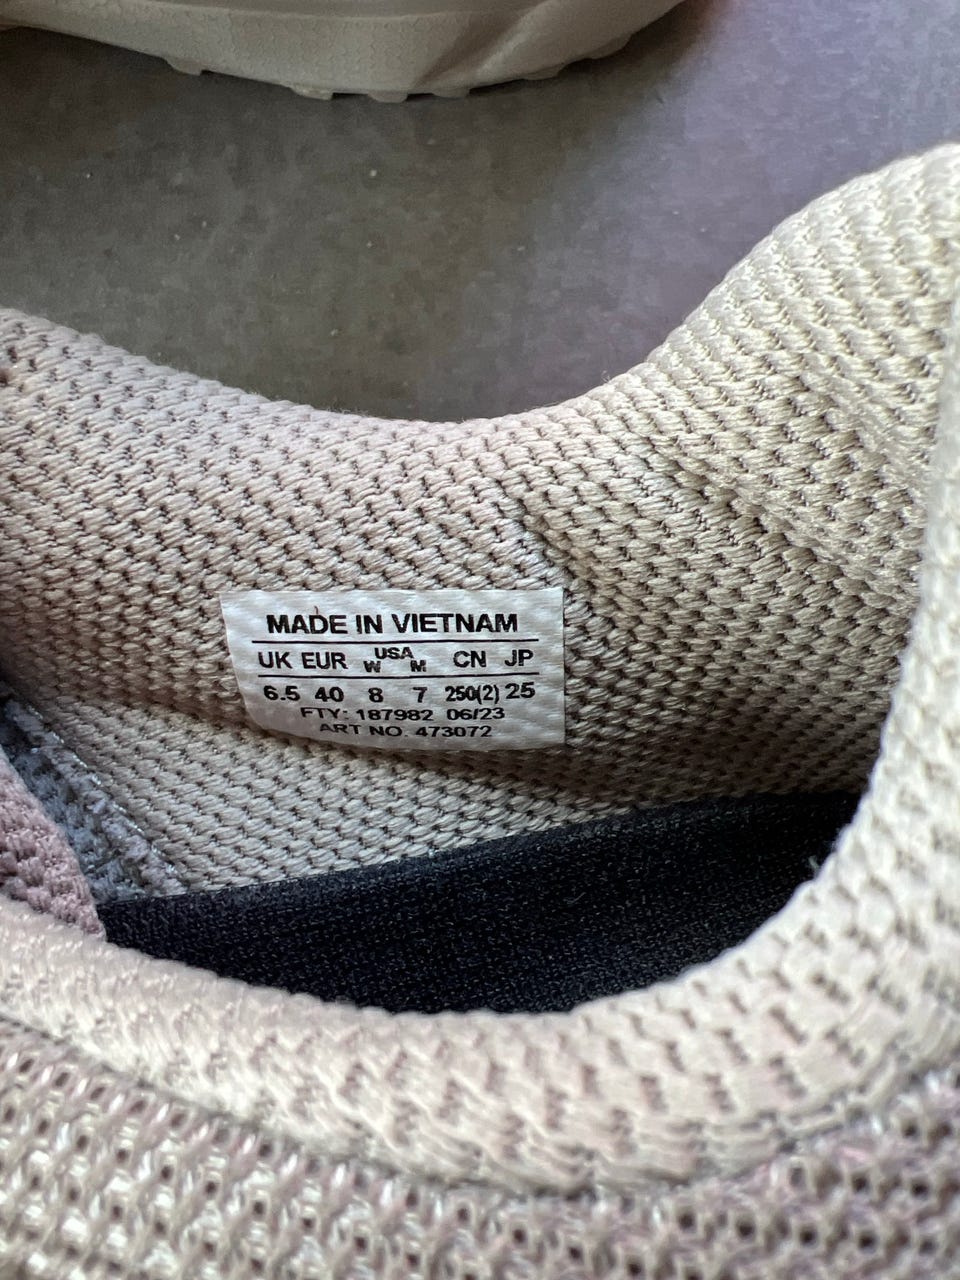 MADE IN VIETNAM
UK EUR USA W M CN JP
6.5 40 8 7 250(2) 25
FTY: 187982 06/23
ART NO. 473072